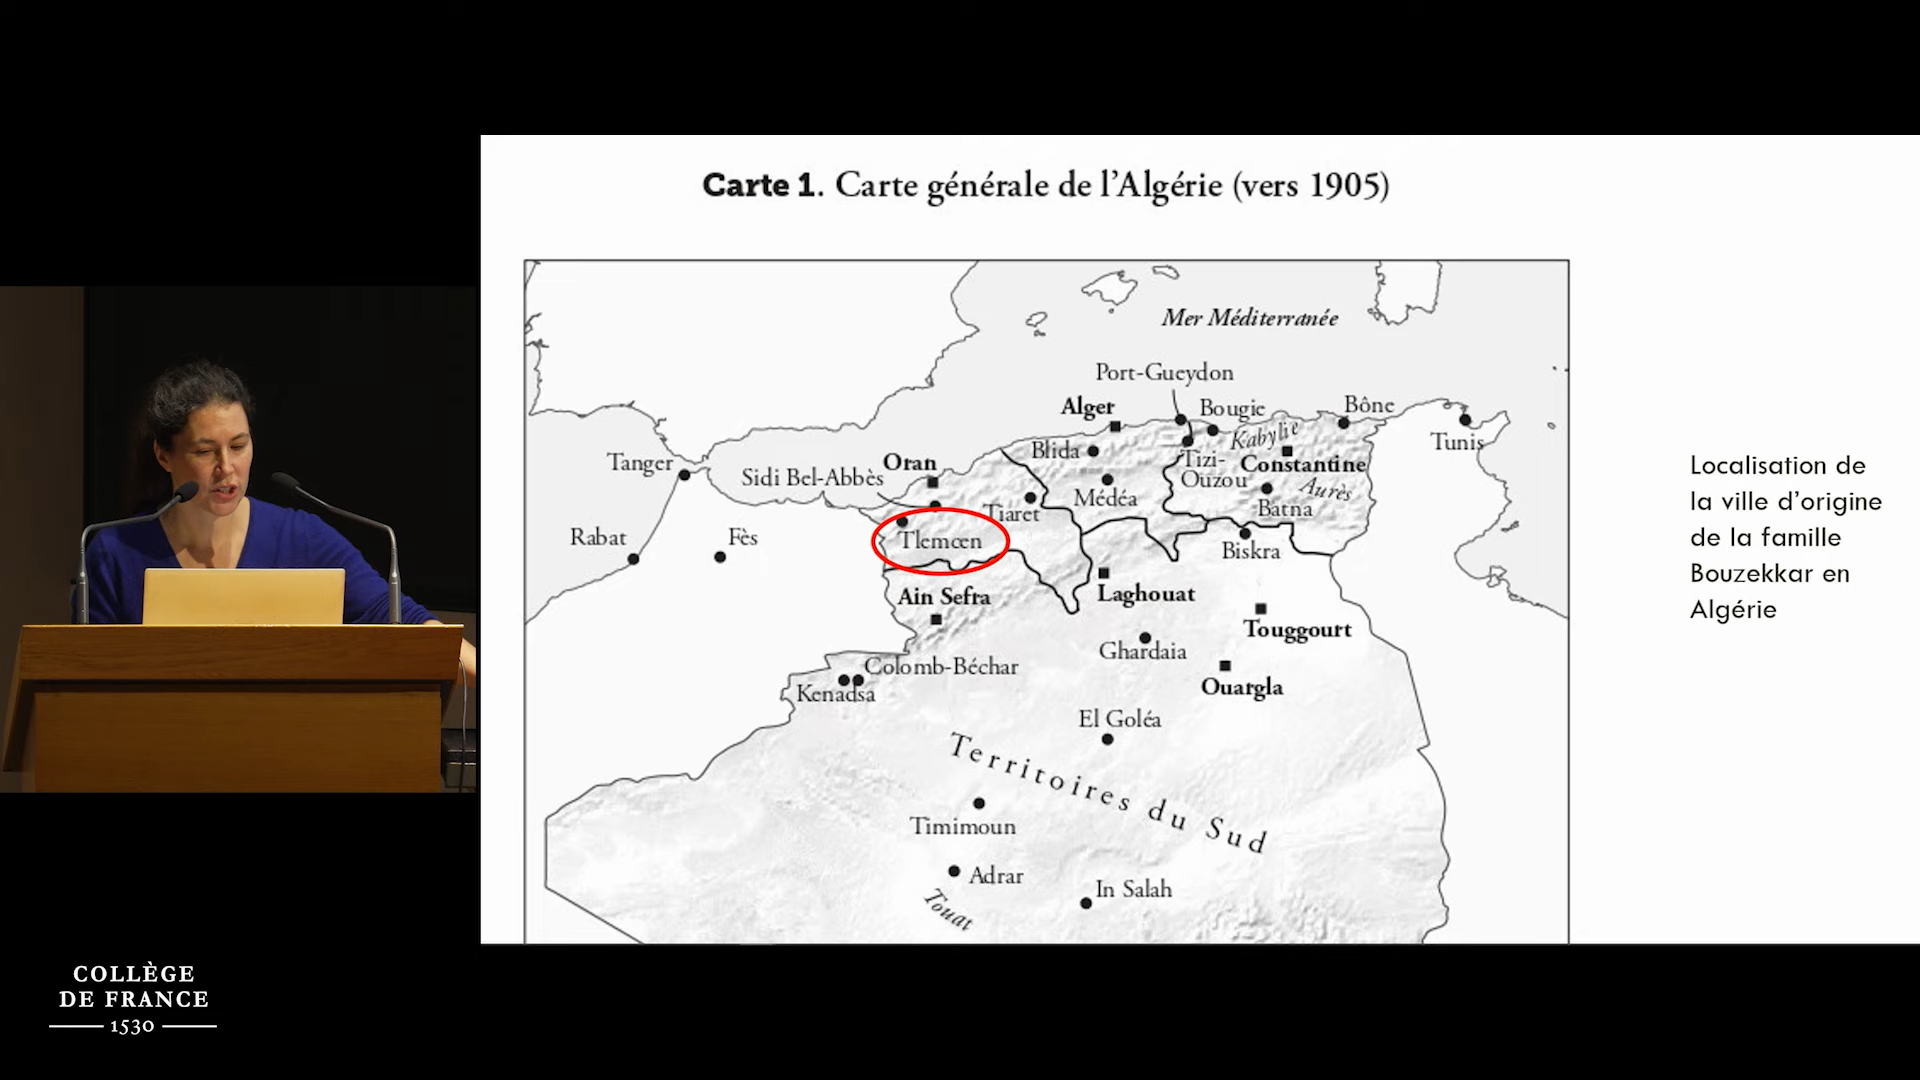 Carte 1. Carte générale de l'Algérie (vers 1905)
Mer Méditerranée
Port-Gueydon
Alger
Bougie
Bône
Kabylie
Tunis
Blida
Tizi-
Ouzou
Constantine
Aurès
Tanger
Oran
Sidi Bel-Abbès
Médéa
Batna
Tiaret
Rabat
Fès
Tlemcen
Biskra
Ain Sefra
Laghouat
Touggourt
Ghardaia
Colomb-Béchar
Kenadsa
Ouargla
El Goléa
Territoires du Sud
Timimoun
Adrar
In Salah
Touat
Localisation de
la ville d'origine
de la famille
Bouzekkar en
Algérie
COLLÈGE
DE FRANCE
1530